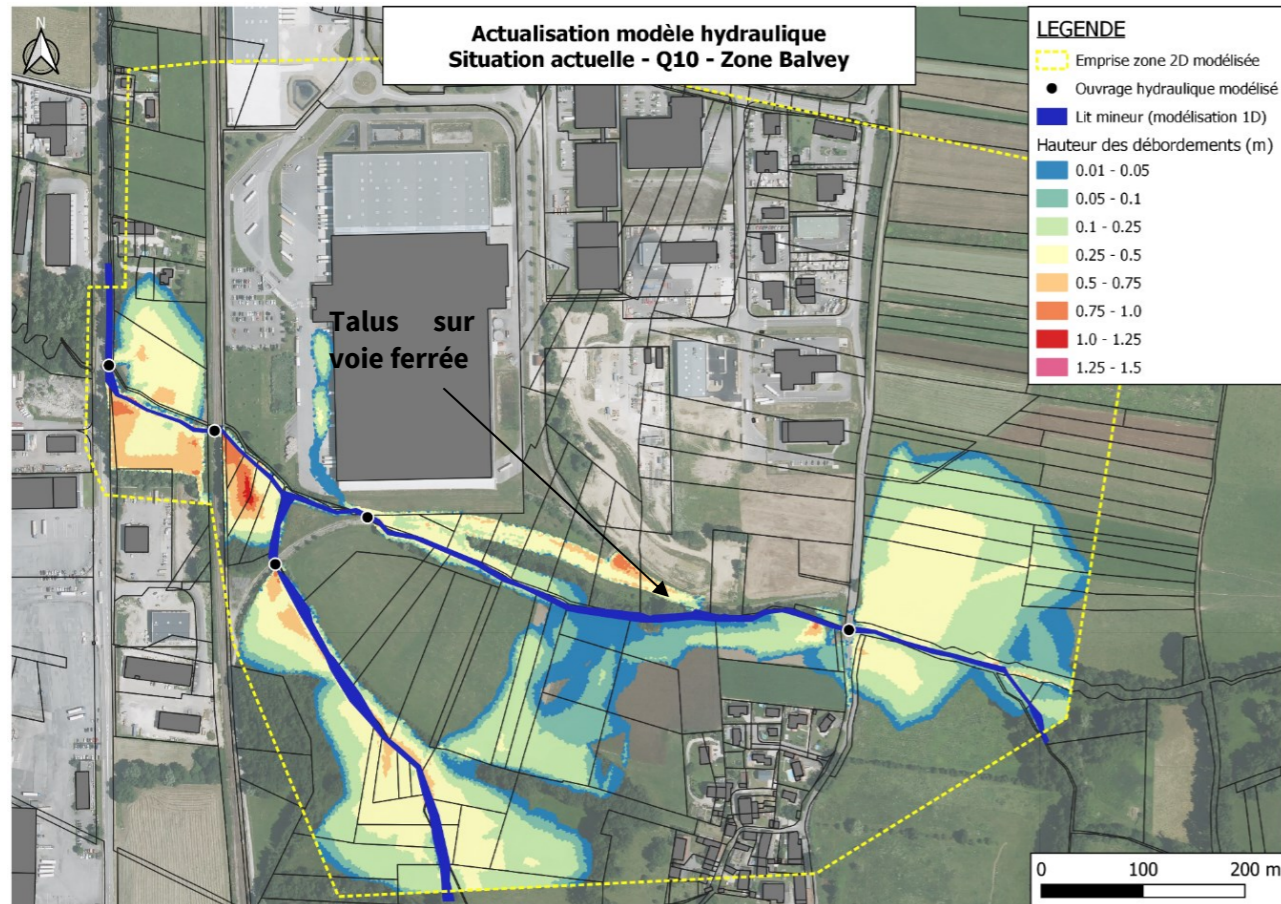 Actualisation modèle hydraulique
Situation actuelle - Q10 - Zone Balvey
LEGENDE
Emprise zone 2D modélisée
Ouvrage hydraulique modélisé
Lit mineur (modélisation 1D)
Hauteur des débordements (m)
0.01 - 0.05
0.05 - 0.1
0.1 - 0.25
0.25 - 0.5
0.5 - 0.75
0.75 - 1.0
1.0 - 1.25
1.25 - 1.5
Talus sur
voie ferrée
0 100 200 m